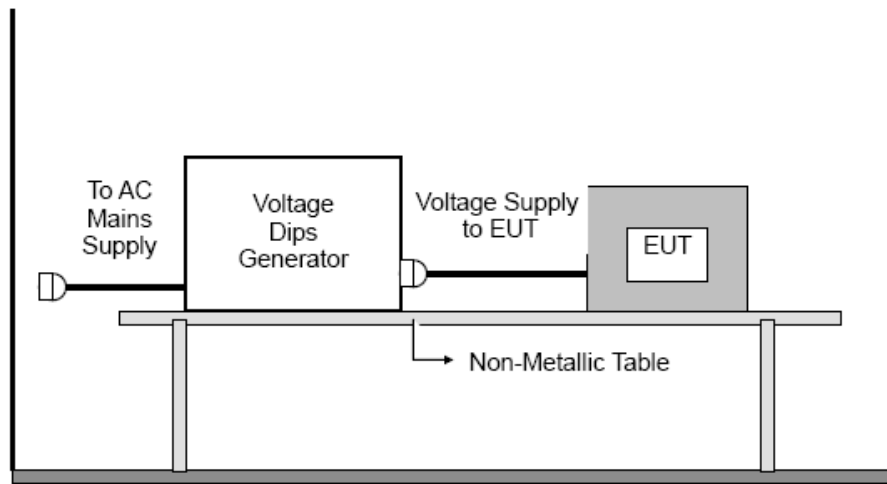 To AC
Mains
Supply
Voltage
Dips
Generator
Voltage Supply
to EUT
EUT
Non-Metallic Table